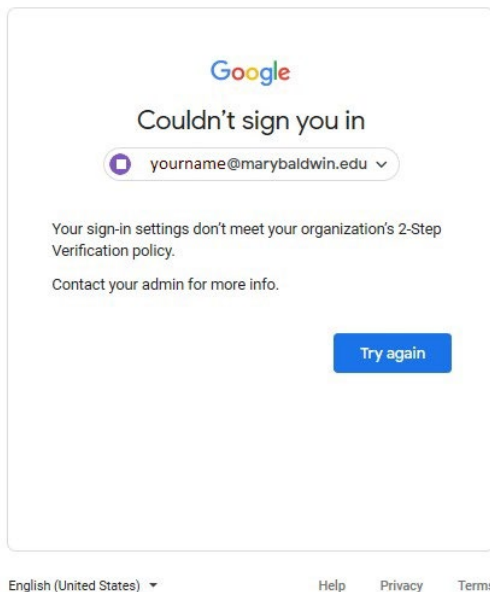 Google
Couldn't sign you in
yourname@marybaldwin.edu
Your sign-in settings don't meet your organization's 2-Step
Verification policy.
Contact your admin for more info.
Try again
English (United States) Help Privacy Terms